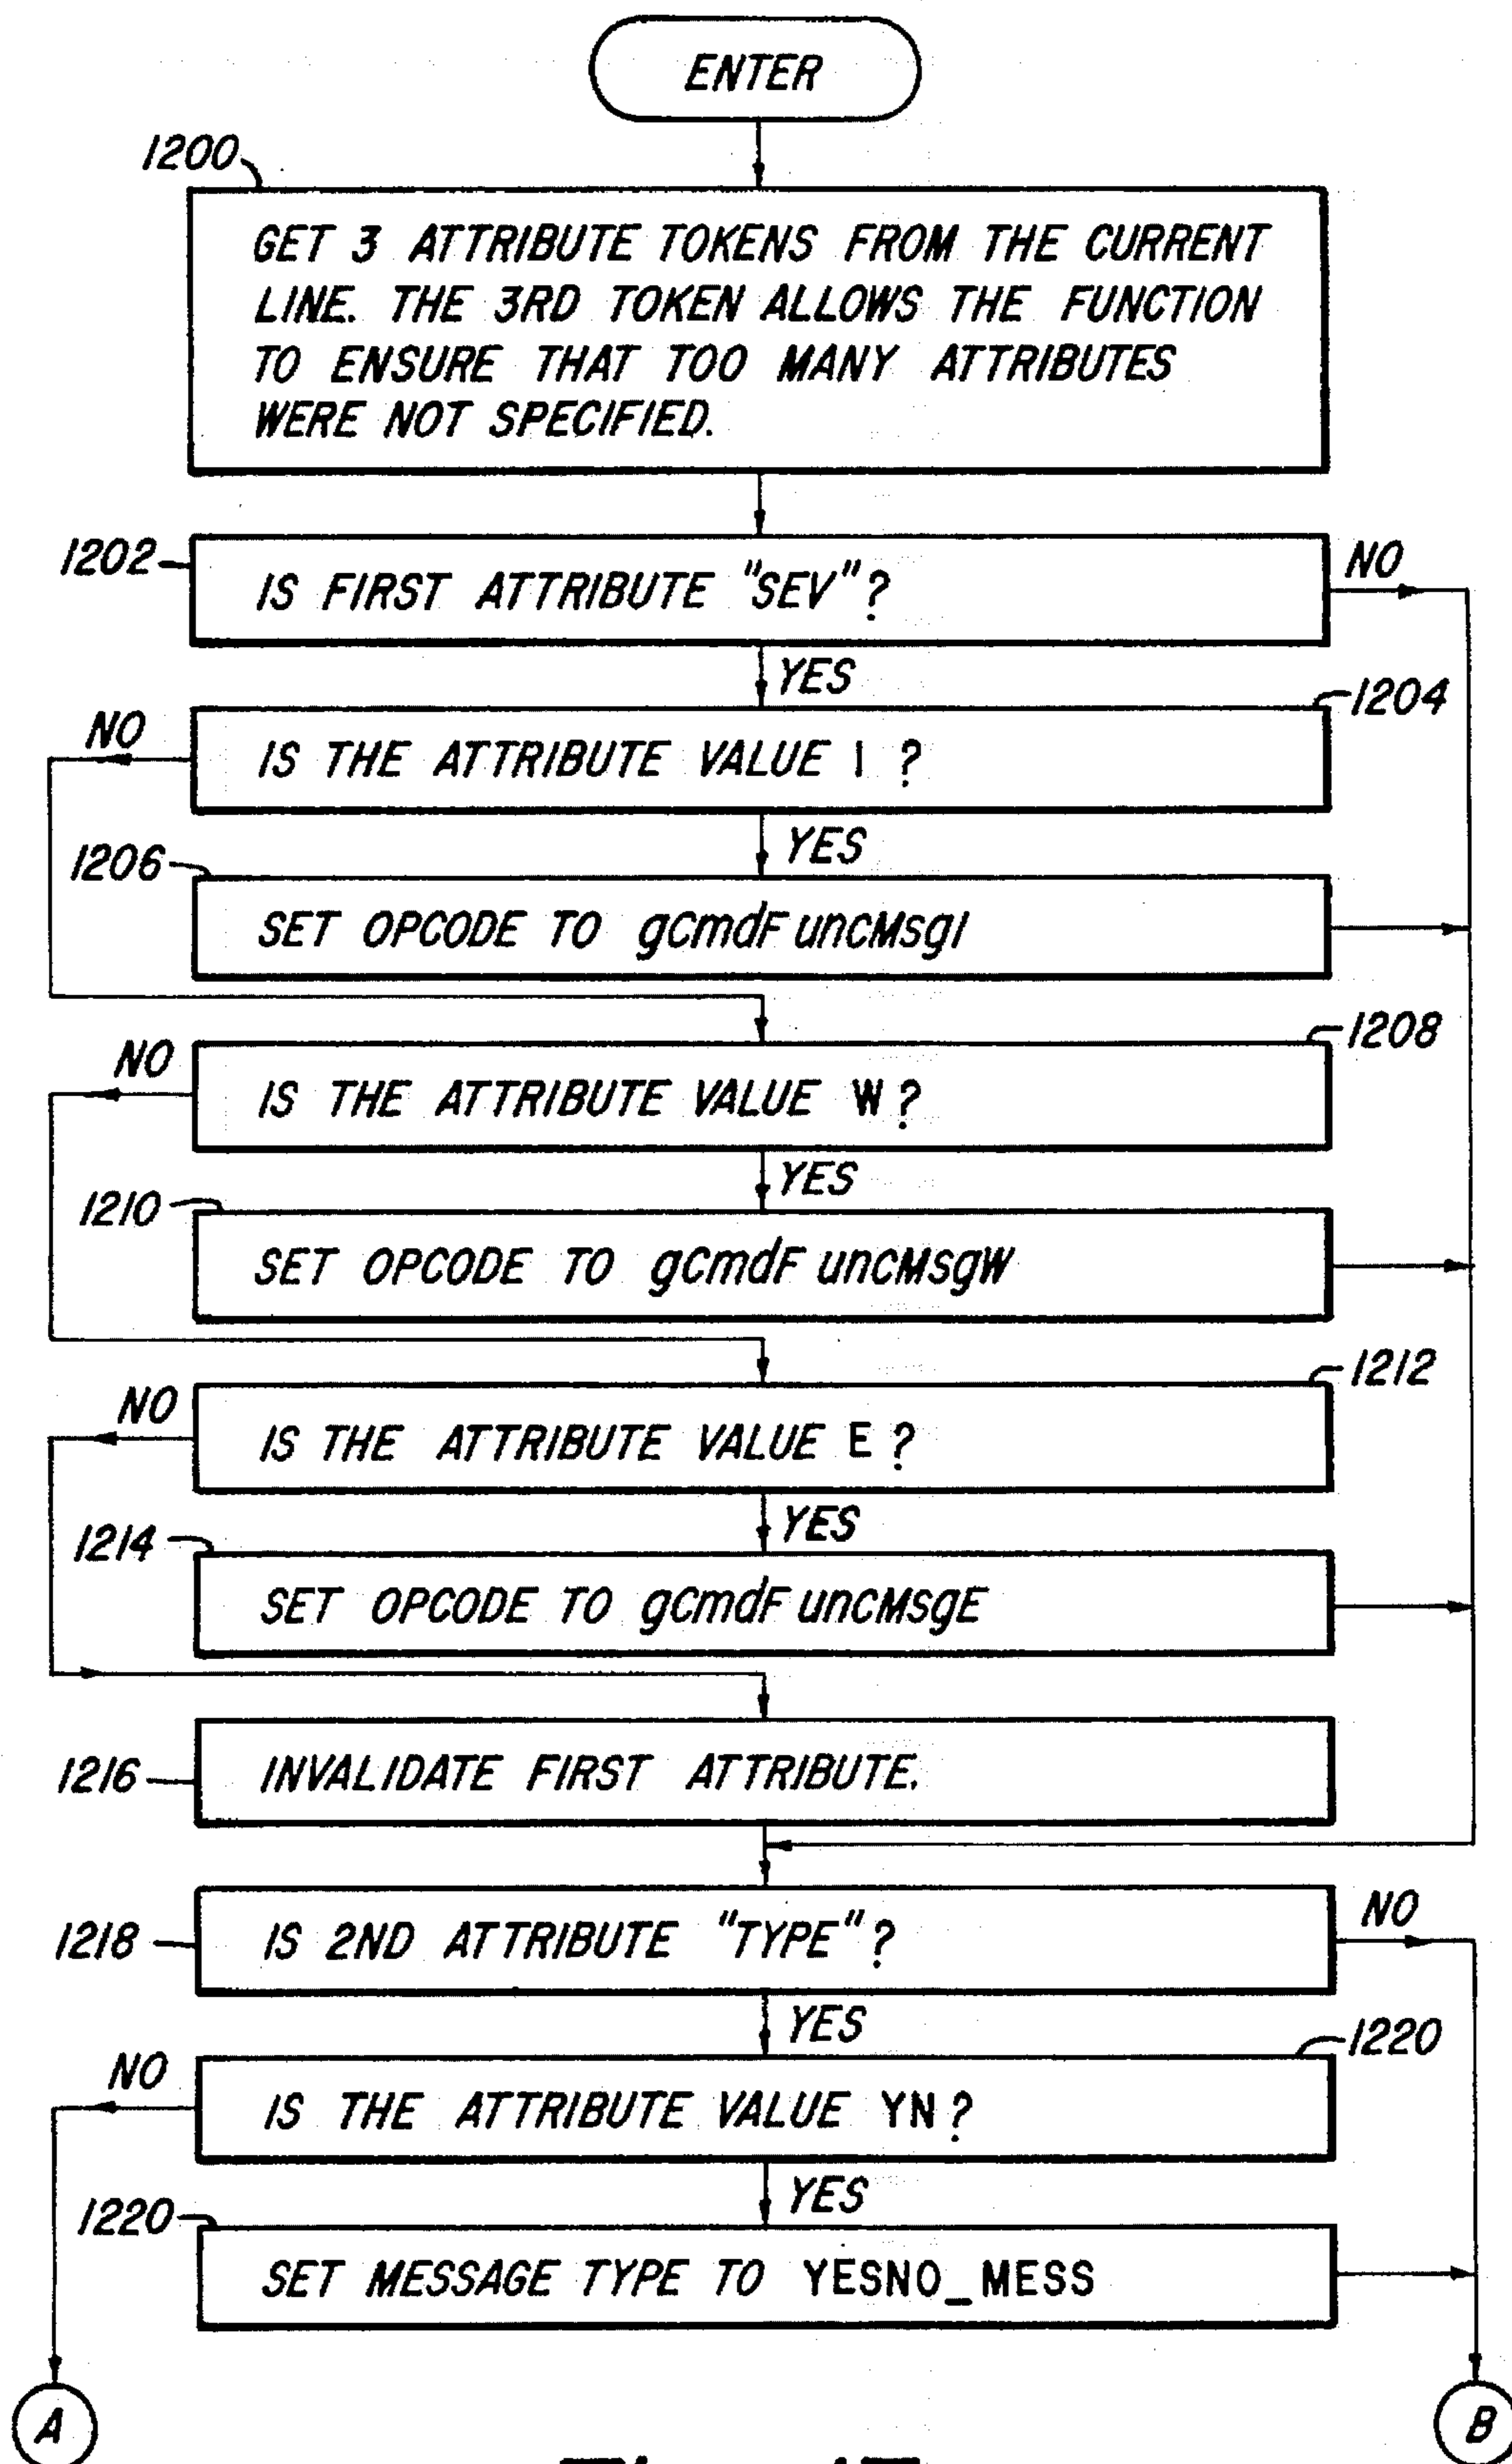 ENTER
1200
GET 3 ATTRIBUTE TOKENS FROM THE CURRENT
LINE. THE 3RD TOKEN ALLOWS THE FUNCTION
TO ENSURE THAT TOO MANY ATTRIBUTES
WERE NOT SPECIFIED.
1202
IS FIRST ATTRIBUTE "SEV"?
NO
YES
1204
NO
IS THE ATTRIBUTE VALUE I ?
YES
1206
SET OPCODE TO gCmdFuncMsgI
1208
NO
IS THE ATTRIBUTE VALUE W?
YES
1210
SET OPCODE TO gCmdFuncMsgW
1212
NO
IS THE ATTRIBUTE VALUE E?
YES
1214
SET OPCODE TO gCmdFuncMsgE
1216
INVALIDATE FIRST ATTRIBUTE.
1218
IS 2ND ATTRIBUTE "TYPE"?
NO
YES
1220
NO
IS THE ATTRIBUTE VALUE YN?
YES
1220
SET MESSAGE TYPE TO YESNO_MESS
A
B